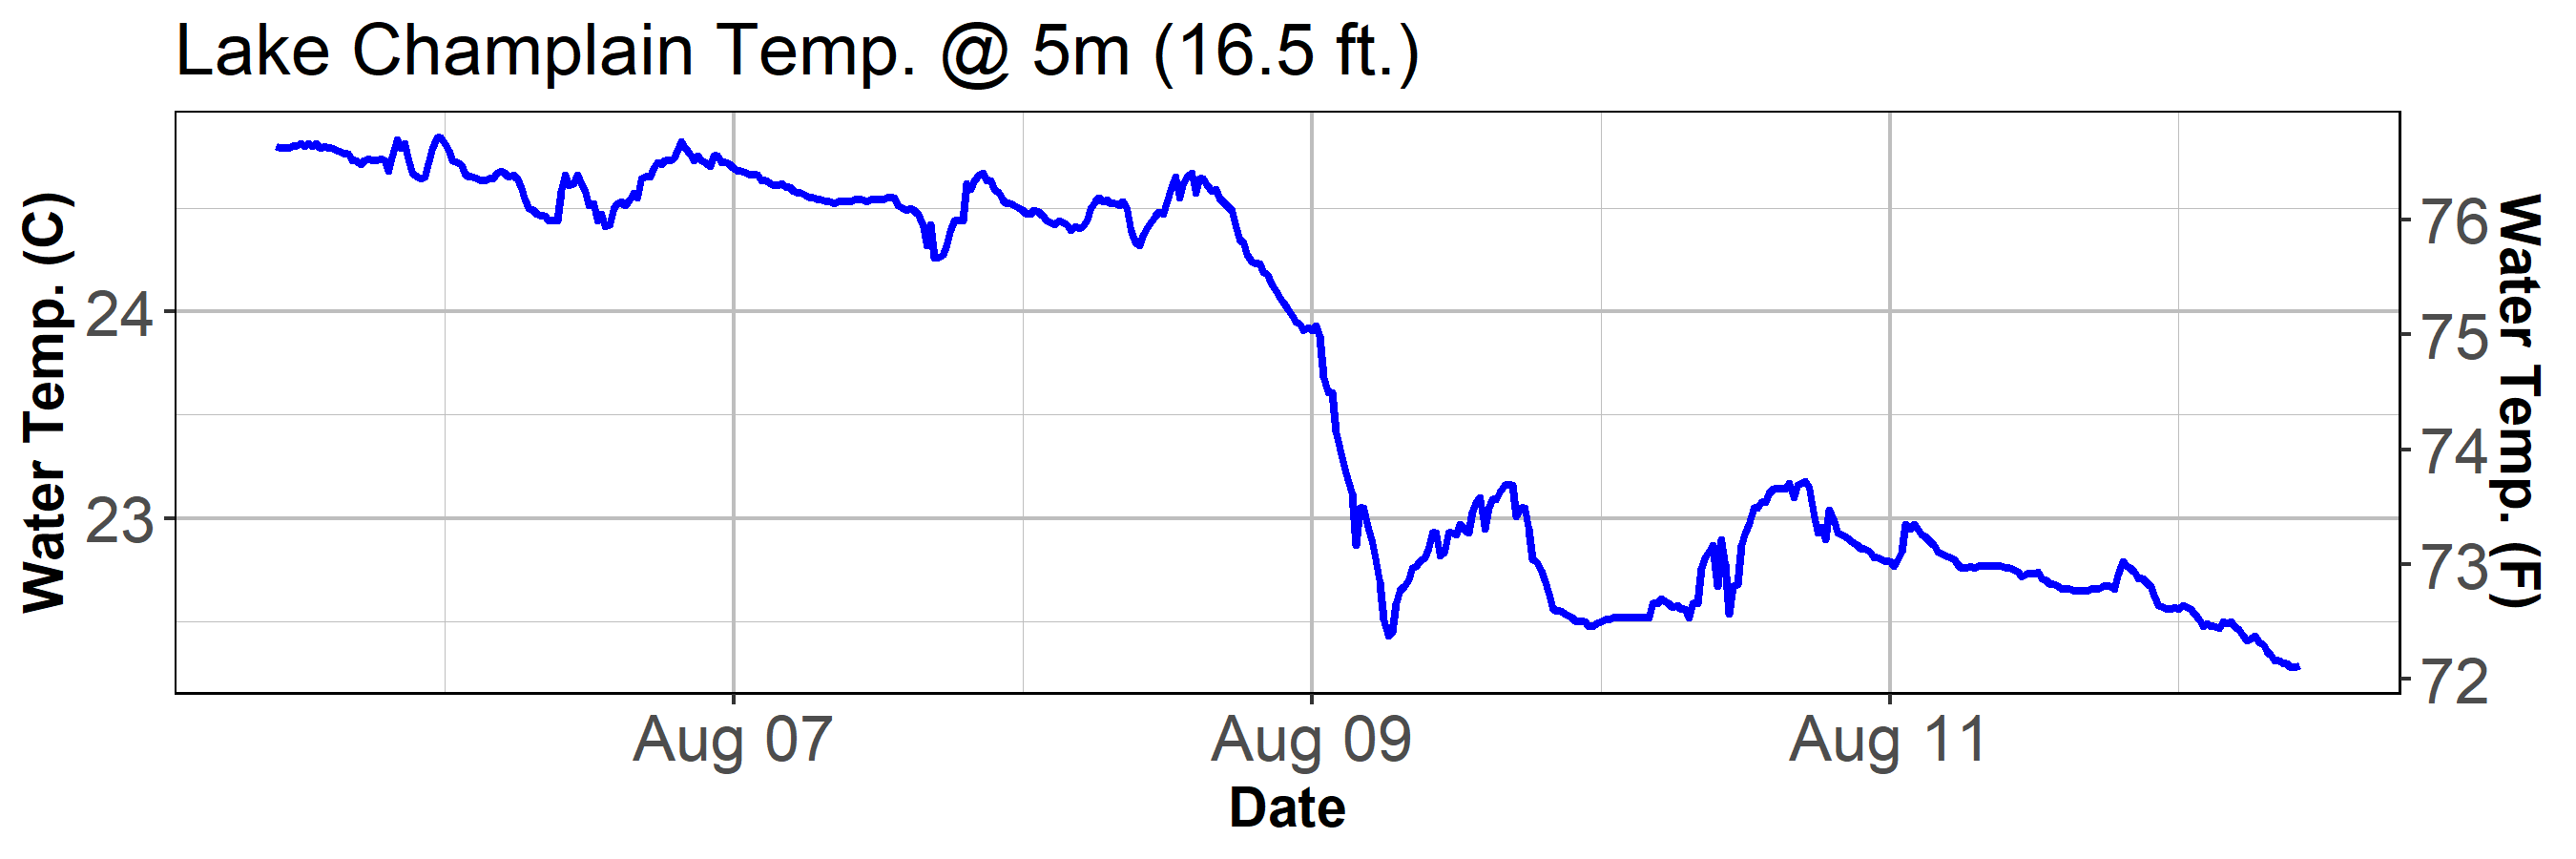 Lake Champlain Temp. @ 5m (16.5 ft.)
Water Temp. (C)
24
23
76
75
74
73
72
Water Temp. (F)
Aug 07
Aug 09
Aug 11
Date